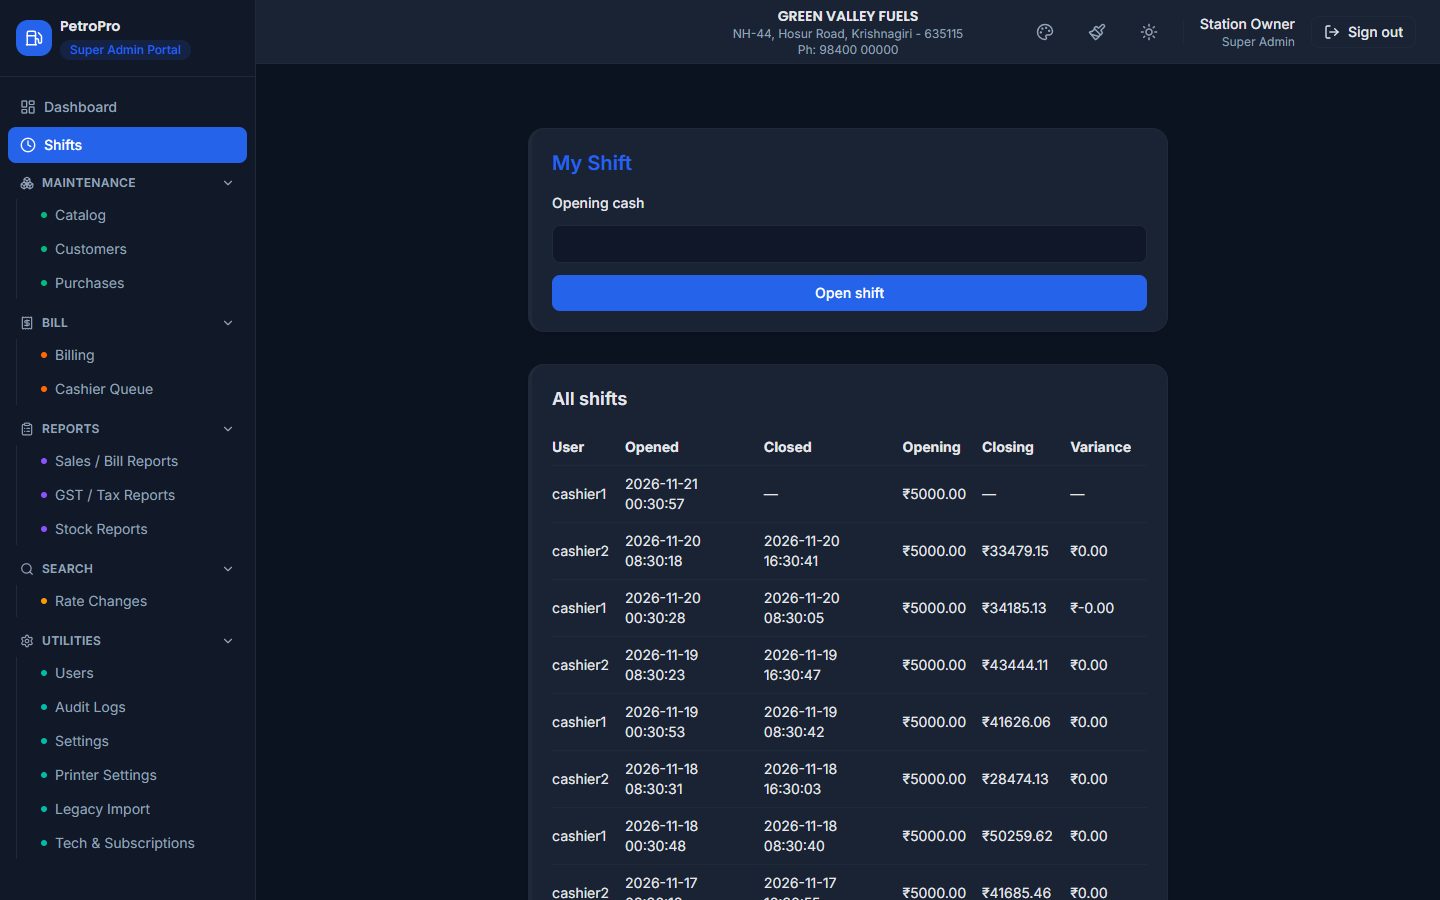 PetroPro
Super Admin Portal
GREEN VALLEY FUELS
NH-44, Hosur Road, Krishnagiri - 635115
Ph: 98400 00000
Station Owner
Super Admin
Sign out
Dashboard
Shifts
MAINTENANCE
Catalog
Customers
Purchases
BILL
Billing
Cashier Queue
REPORTS
Sales / Bill Reports
GST / Tax Reports
Stock Reports
SEARCH
Rate Changes
UTILITIES
Users
Audit Logs
Settings
Printer Settings
Legacy Import
Tech & Subscriptions
My Shift
Opening cash
Open shift
All shifts
User Opened Closed Opening Closing Variance
cashier1 2026-11-21 00:30:57 — ₹5000.00 — —
cashier2 2026-11-20 08:30:18 2026-11-20 16:30:41 ₹5000.00 ₹33479.15 ₹0.00
cashier1 2026-11-20 00:30:28 2026-11-20 08:30:05 ₹5000.00 ₹34185.13 ₹-0.00
cashier2 2026-11-19 08:30:23 2026-11-19 16:30:47 ₹5000.00 ₹43444.11 ₹0.00
cashier1 2026-11-19 00:30:53 2026-11-19 08:30:42 ₹5000.00 ₹41626.06 ₹0.00
cashier2 2026-11-18 08:30:31 2026-11-18 16:30:03 ₹5000.00 ₹28474.13 ₹0.00
cashier1 2026-11-18 00:30:48 2026-11-18 08:30:40 ₹5000.00 ₹50259.62 ₹0.00
cashier2 2026-11-17 2026-11-17 ₹5000.00 ₹41685.46 ₹0.00